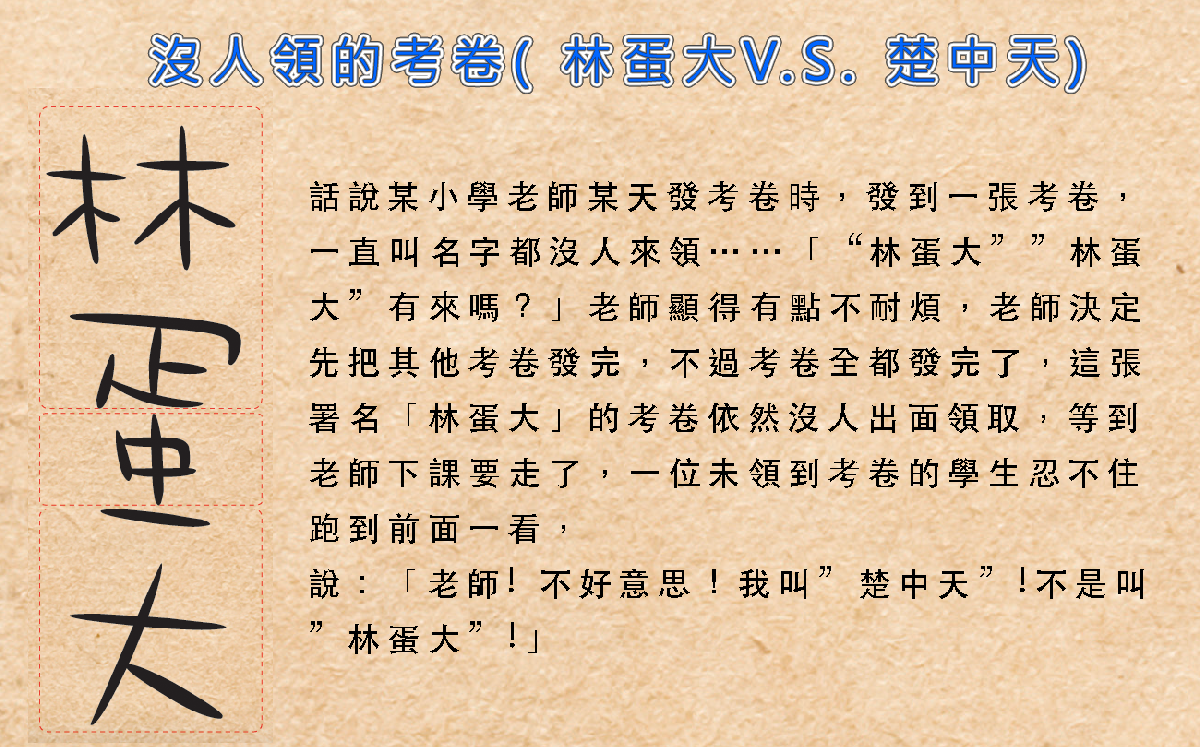 沒人領的考卷( 林蛋大V.S. 楚中天)
林
蛋
大
話說某小學老師某天發考卷時，發到一張考卷，
一直叫名字都沒人來領……「“林蛋大””林蛋
大”有來嗎？」老師顯得有點不耐煩，老師決定
先把其他考卷發完，不過考卷全都發完了，這張
署名「林蛋大」的考卷依然沒人出面領取，等到
老師下課要走了，一位未領到考卷的學生忍不住
跑到前面一看，
說：「老師! 不好意思！我叫”楚中天”!不是叫
”林蛋大”!」